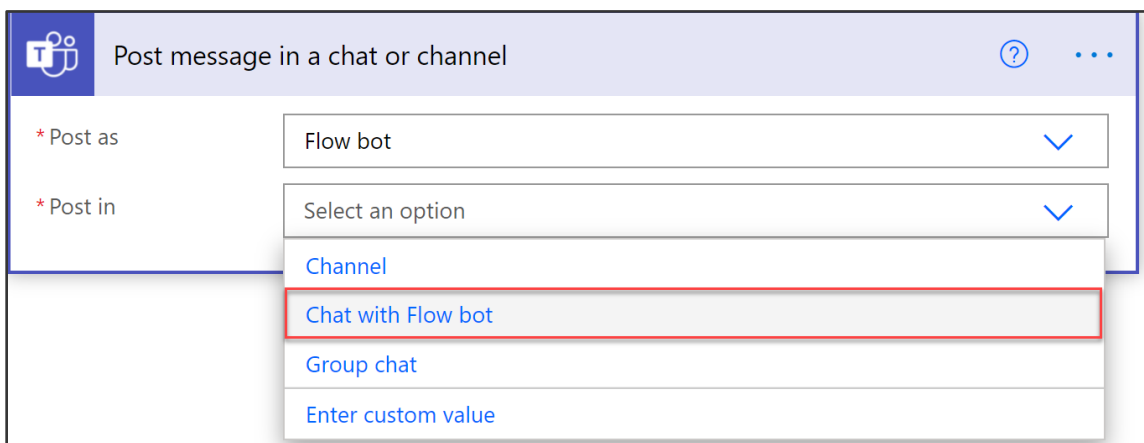 Post message in a chat or channel
* Post as
Flow bot
* Post in
Select an option
Channel
Chat with Flow bot
Group chat
Enter custom value